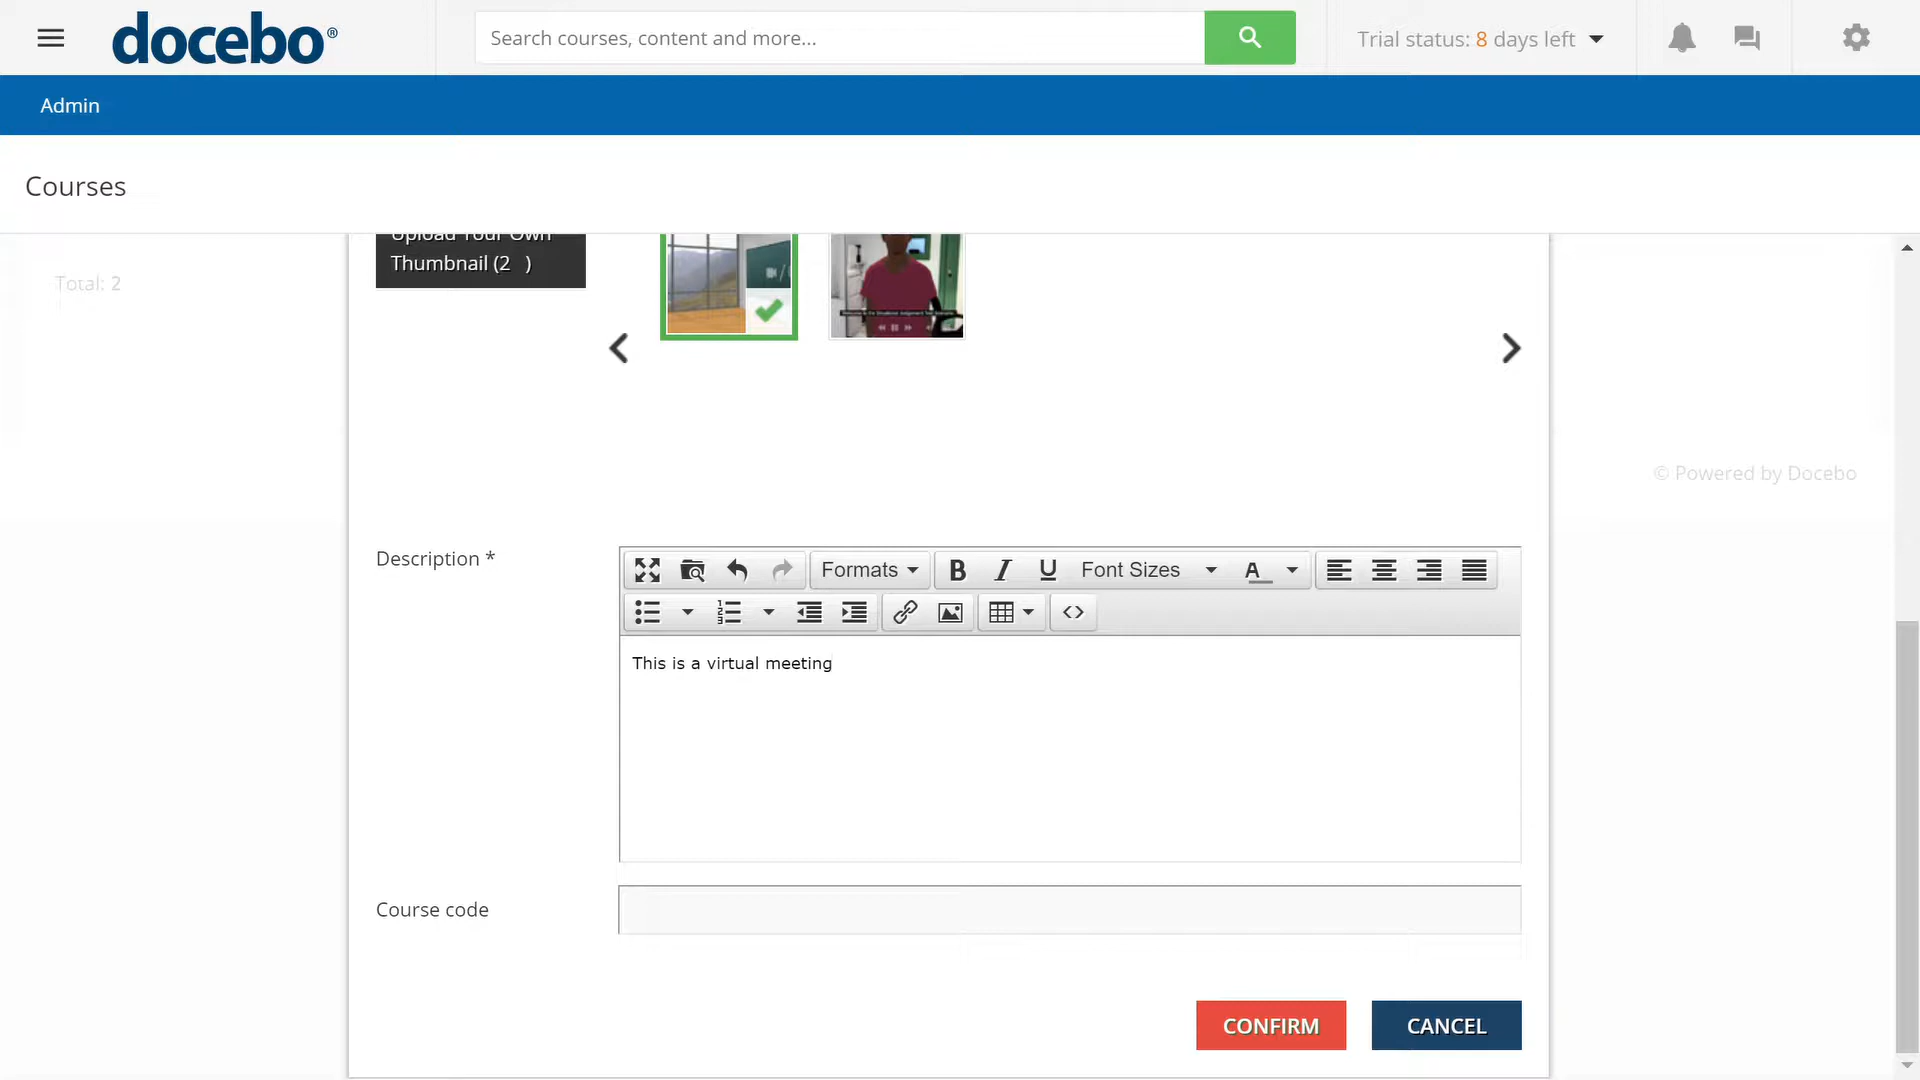 docebo®
Search courses, content and more...
Trial status: 8 days left
Admin
Courses
Upload Your Own
Thumbnail (2 )
Total: 2
© Powered by Docebo
Description *
Formats
B I U Font Sizes A
This is a virtual meeting
Course code
CONFIRM
CANCEL